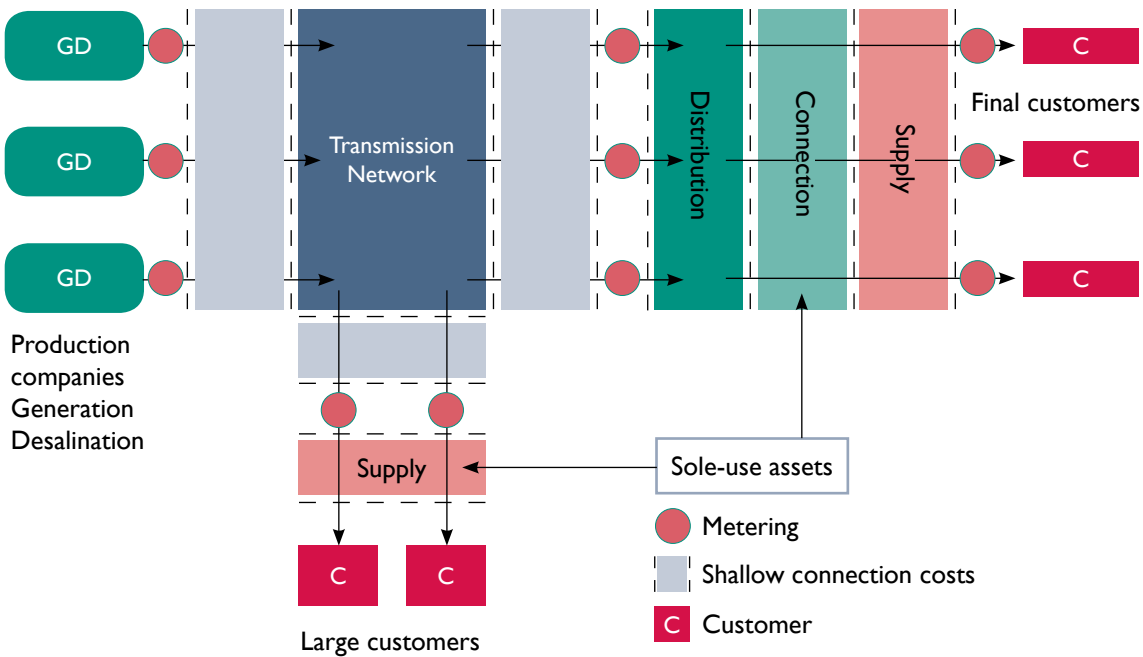 GD
C
Final customers
Transmission
Network
Distribution
Connection
Supply
GD
C
GD
C
Production
companies
Generation
Desalination
Supply
Sole-use assets
Metering
Shallow connection costs
C Customer
C
C
Large customers